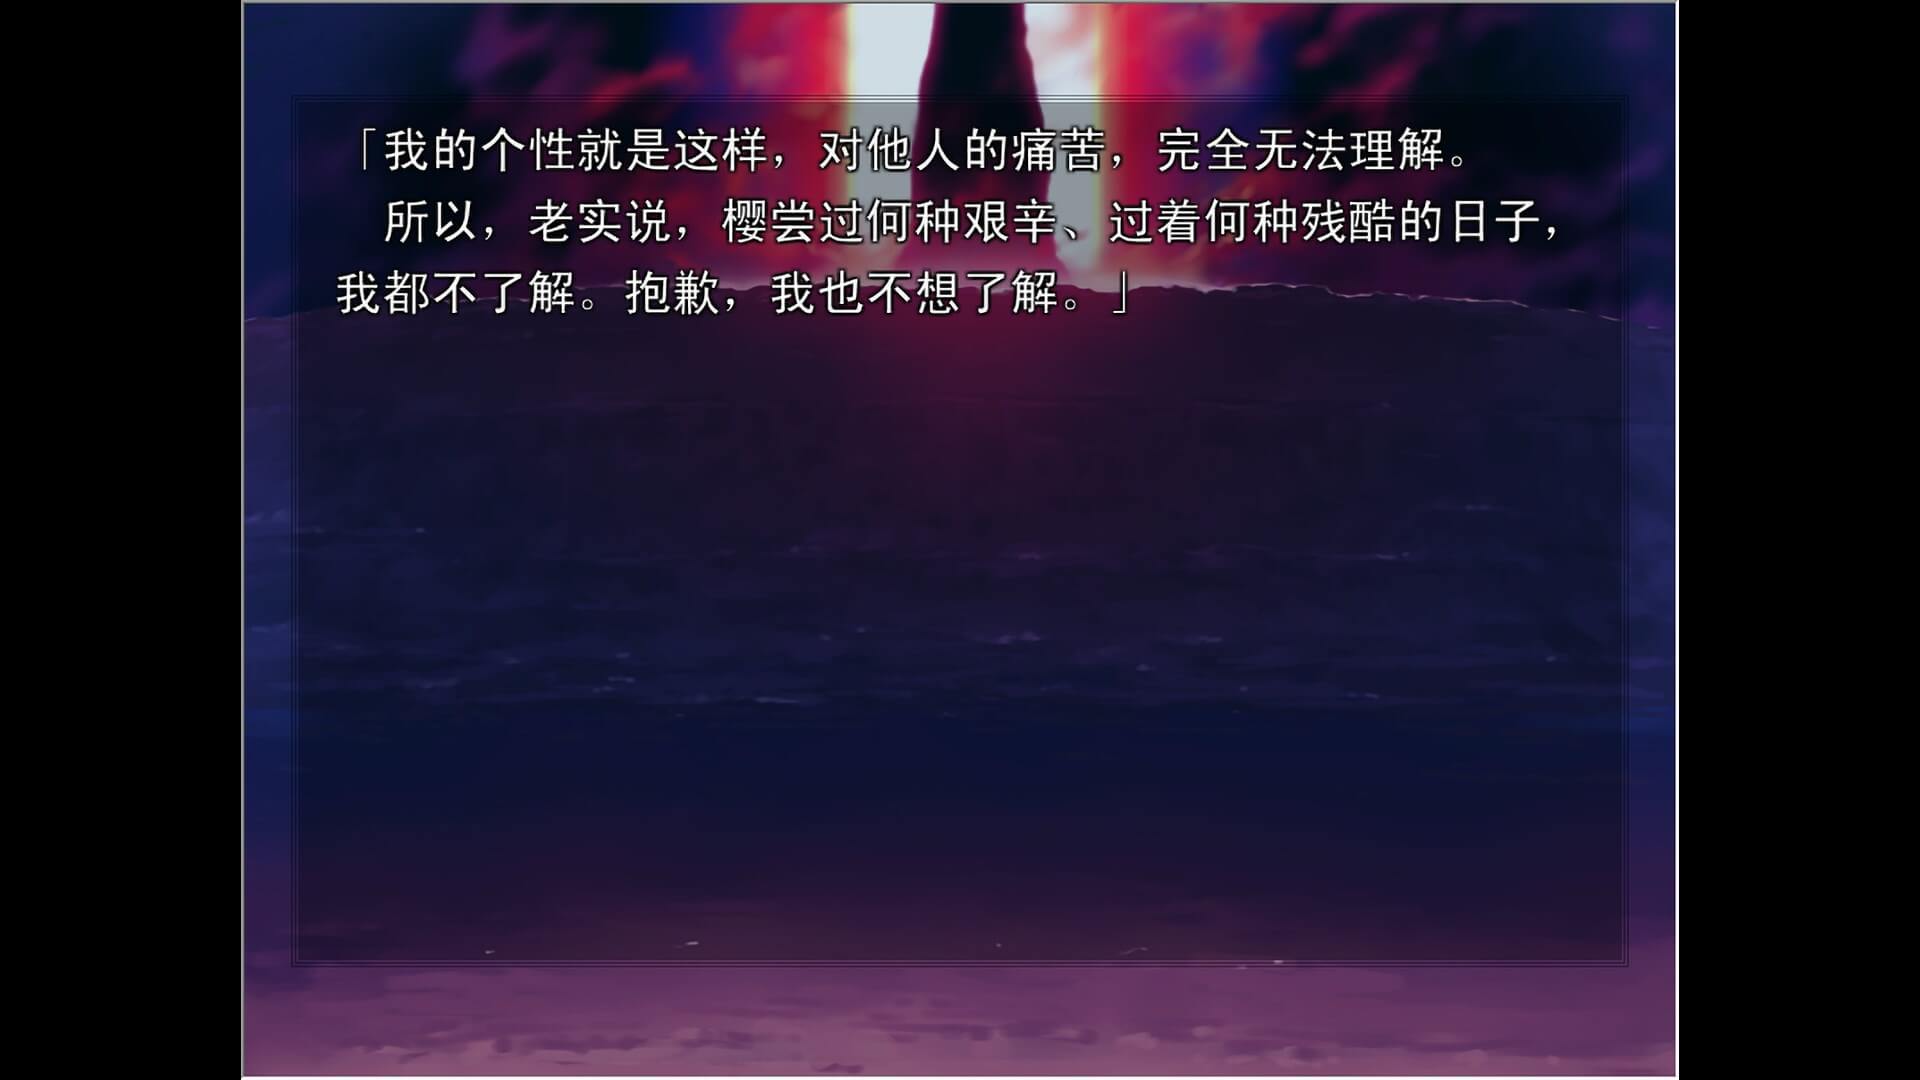 「我的个性就是这样，对他人的痛苦，完全无法理解。
所以，老实说，樱尝过何种艰辛、过着何种残酷的日子，
我都不了解。抱歉，我也不想了解。」